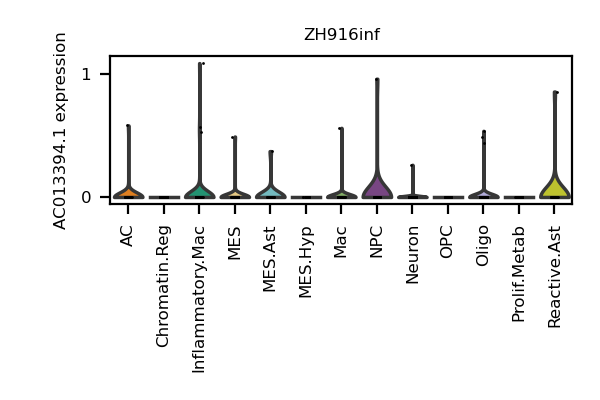 ZH916inf
AC013394.1 expression
1
0
AC
Chromatin.Reg
Inflammatory.Mac
MES
MES.Ast
MES.Hyp
Mac
NPC
Neuron
OPC
Oligo
Prolif.Metab
Reactive.Ast